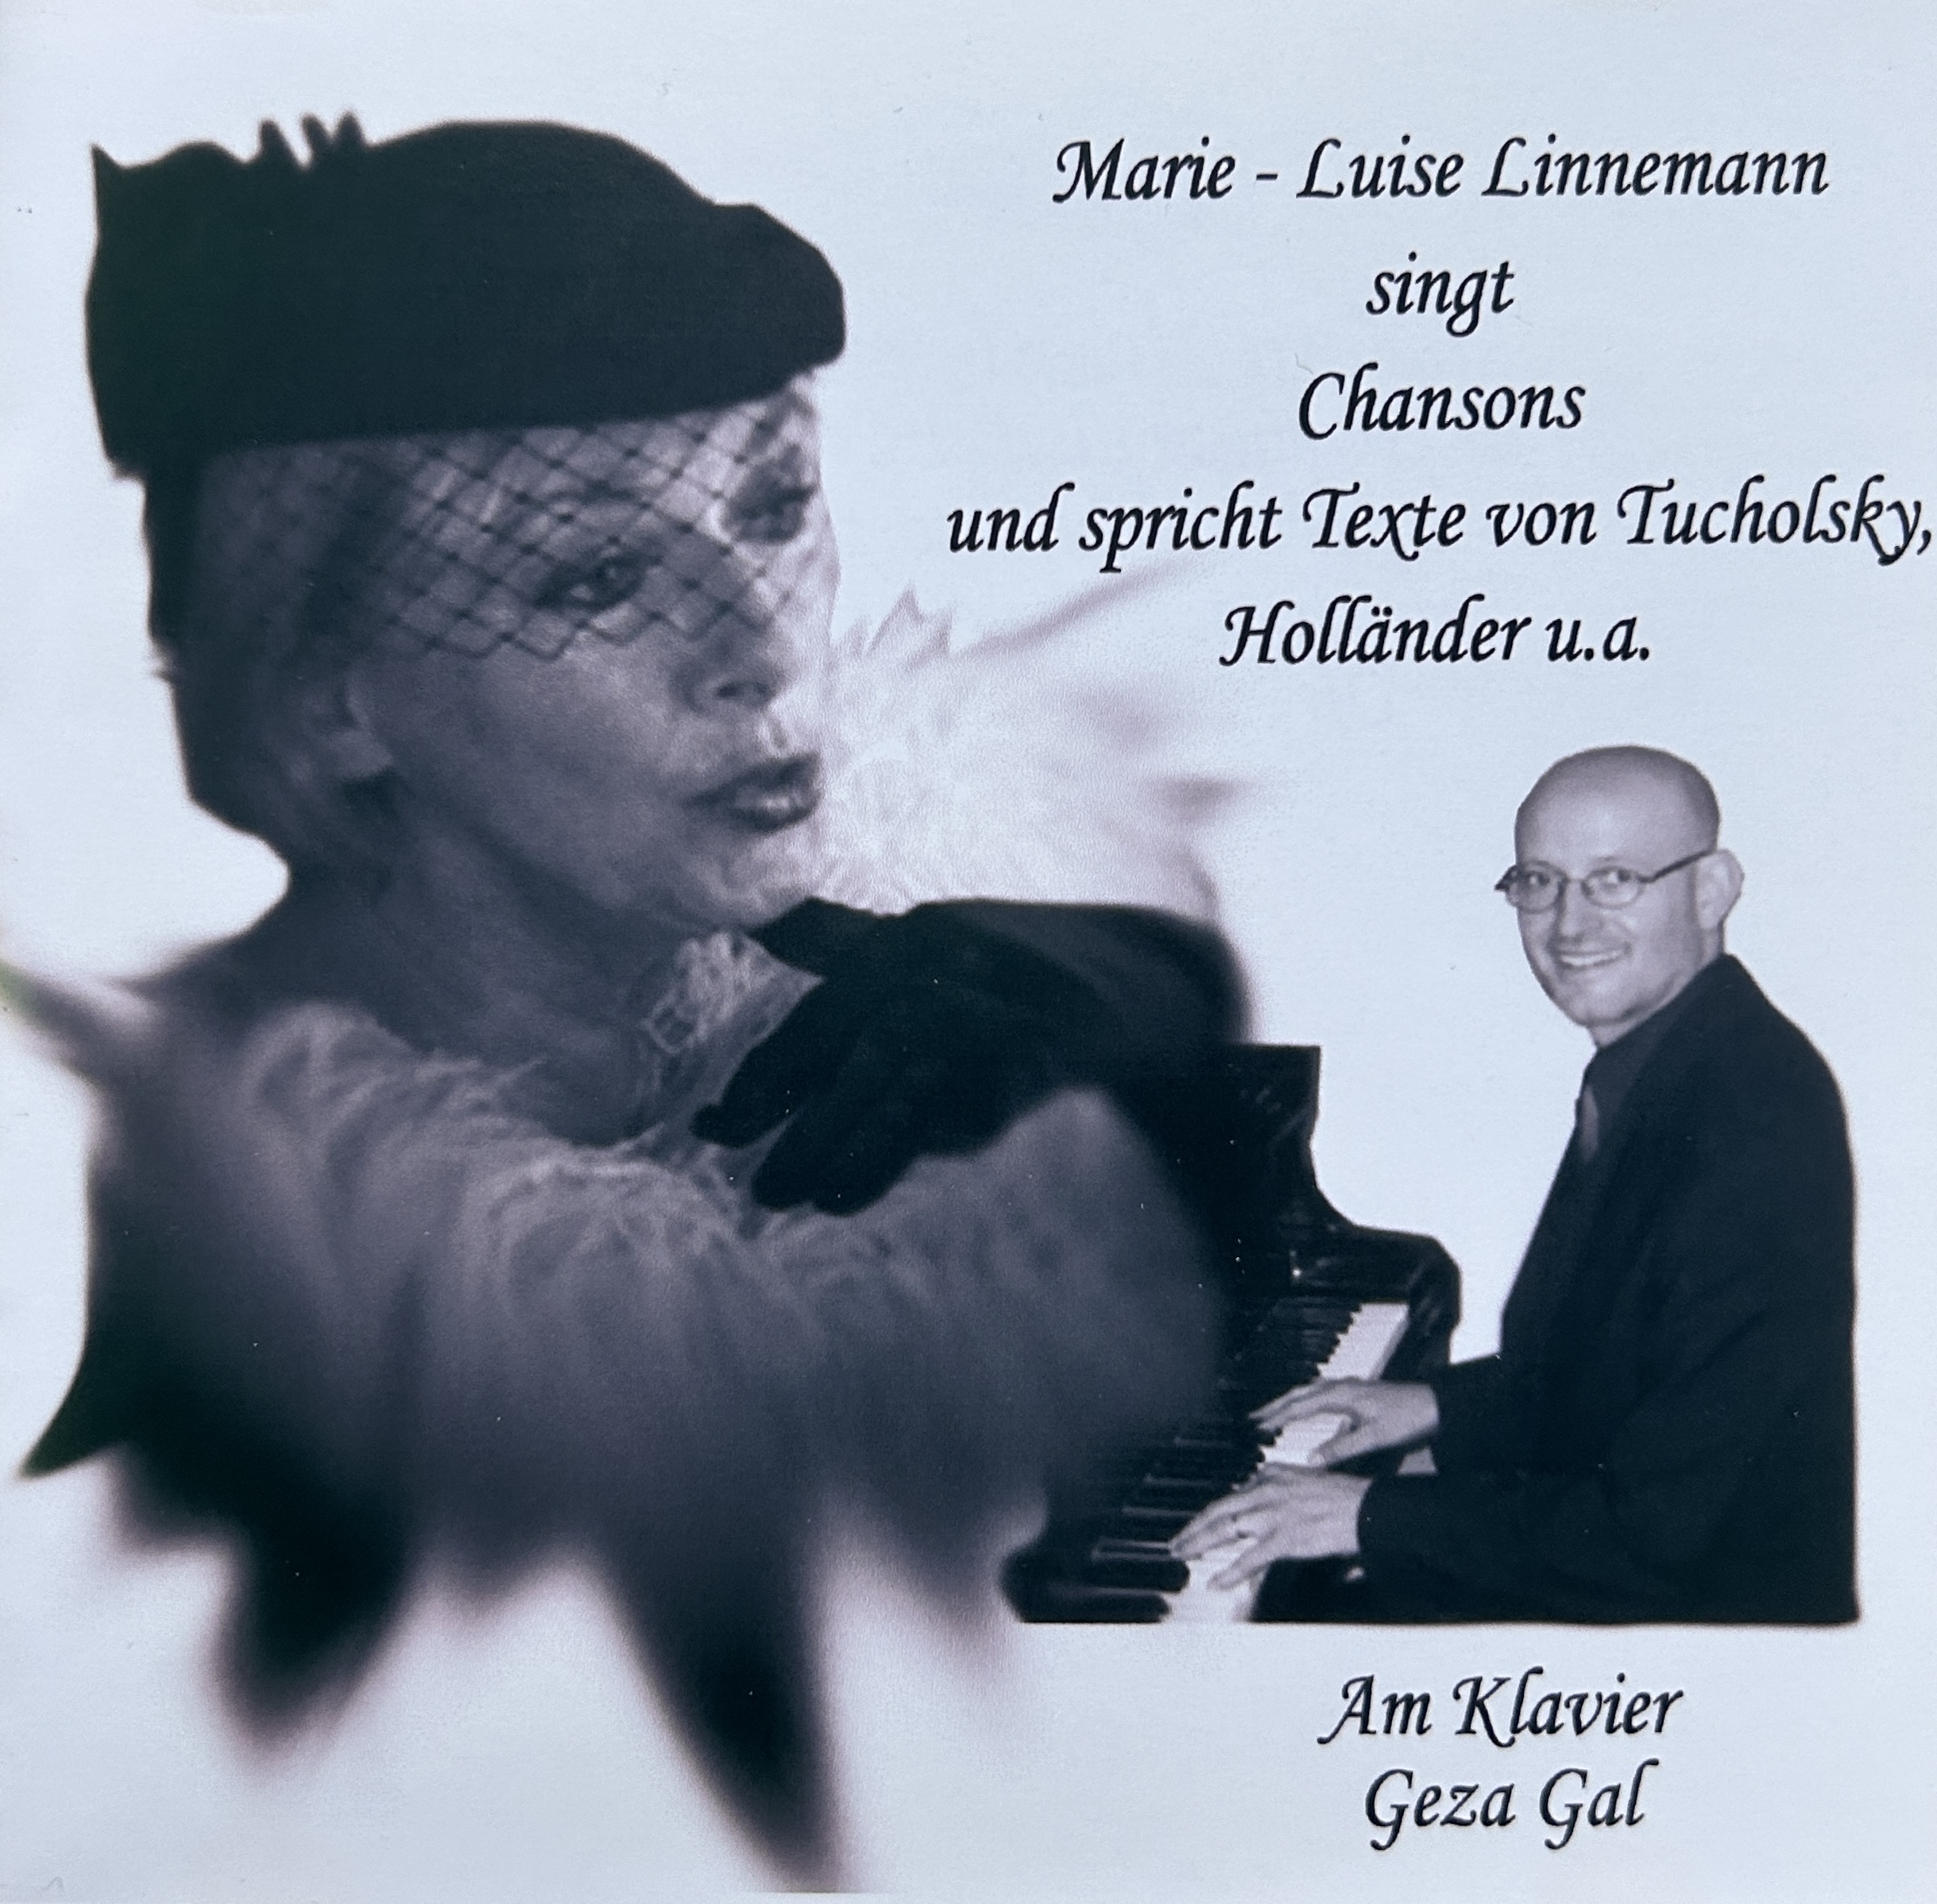 Marie - Luise Linnemann
singt
Chansons
und spricht Texte von Tucholsky,
Holländer u.a.
Am Klavier
Geza Gal